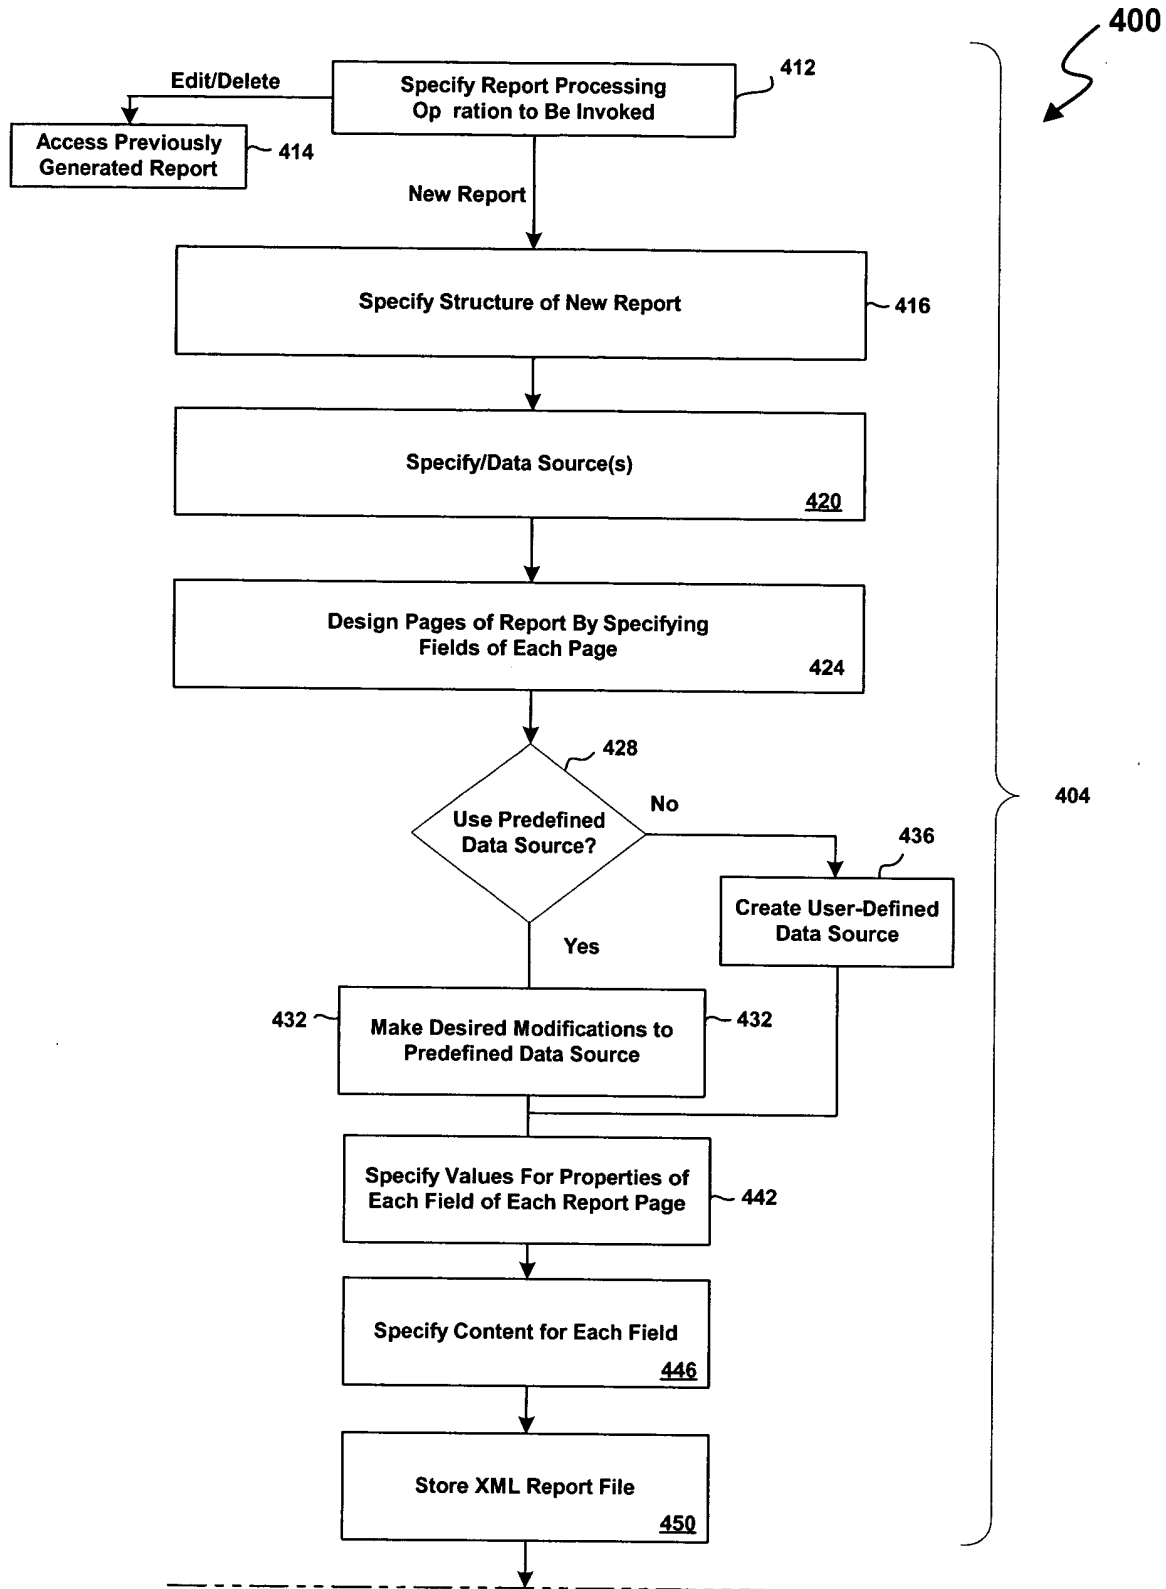 400
Specify Report Processing
Op ration to Be Invoked
412
Edit/Delete
Access Previously
Generated Report
414
New Report
Specify Structure of New Report
416
Specify/Data Source(s)
420
Design Pages of Report By Specifying
Fields of Each Page
424
428
Use Predefined
Data Source?
No
404
436
Create User-Defined
Data Source
Yes
432
Make Desired Modifications to
Predefined Data Source
432
Specify Values For Properties of
Each Field of Each Report Page
442
Specify Content for Each Field
446
Store XML Report File
450